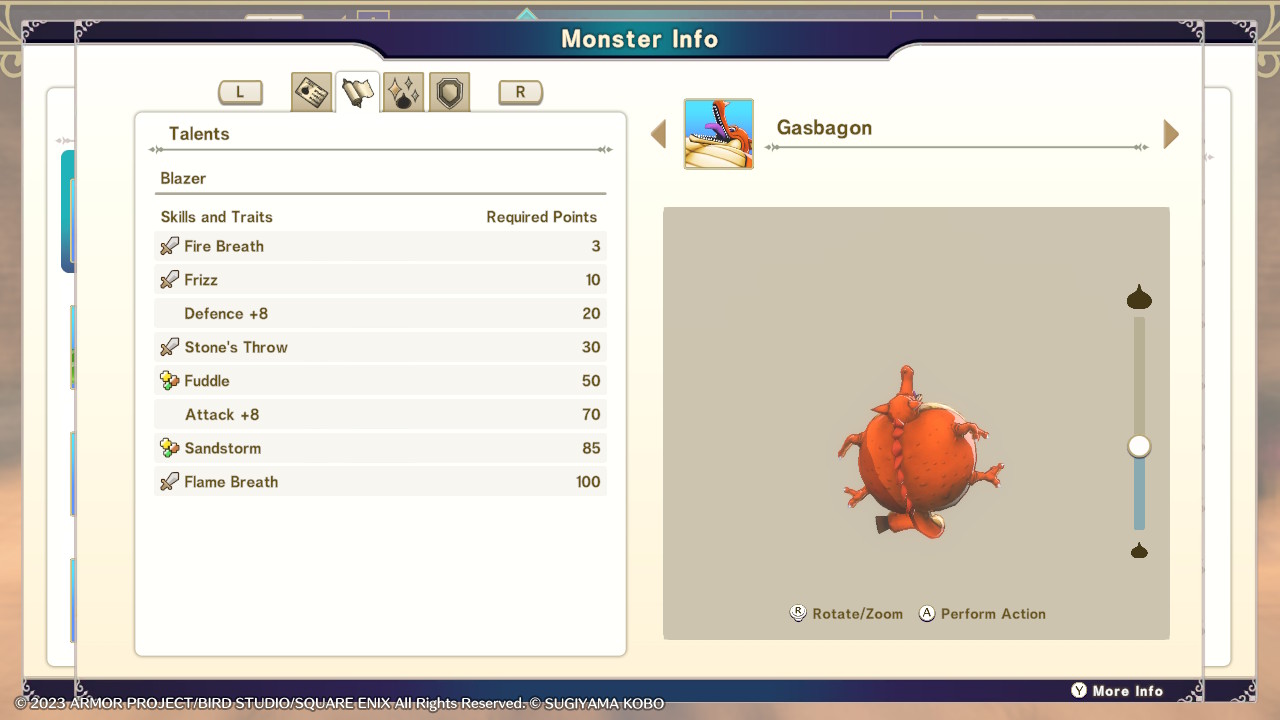 Monster Info
L
R
Talents
Blazer
Skills and Traits Required Points
Fire Breath 3
Frizz 10
Defence +8 20
Stone's Throw 30
Fuddle 50
Attack +8 70
Sandstorm 85
Flame Breath 100
Gasbagon
R Rotate/Zoom A Perform Action
Y More Info
© 2023 ARMOR PROJECT/BIRD STUDIO/SQUARE ENIX All Rights Reserved. © SUGIYAMA KOBO